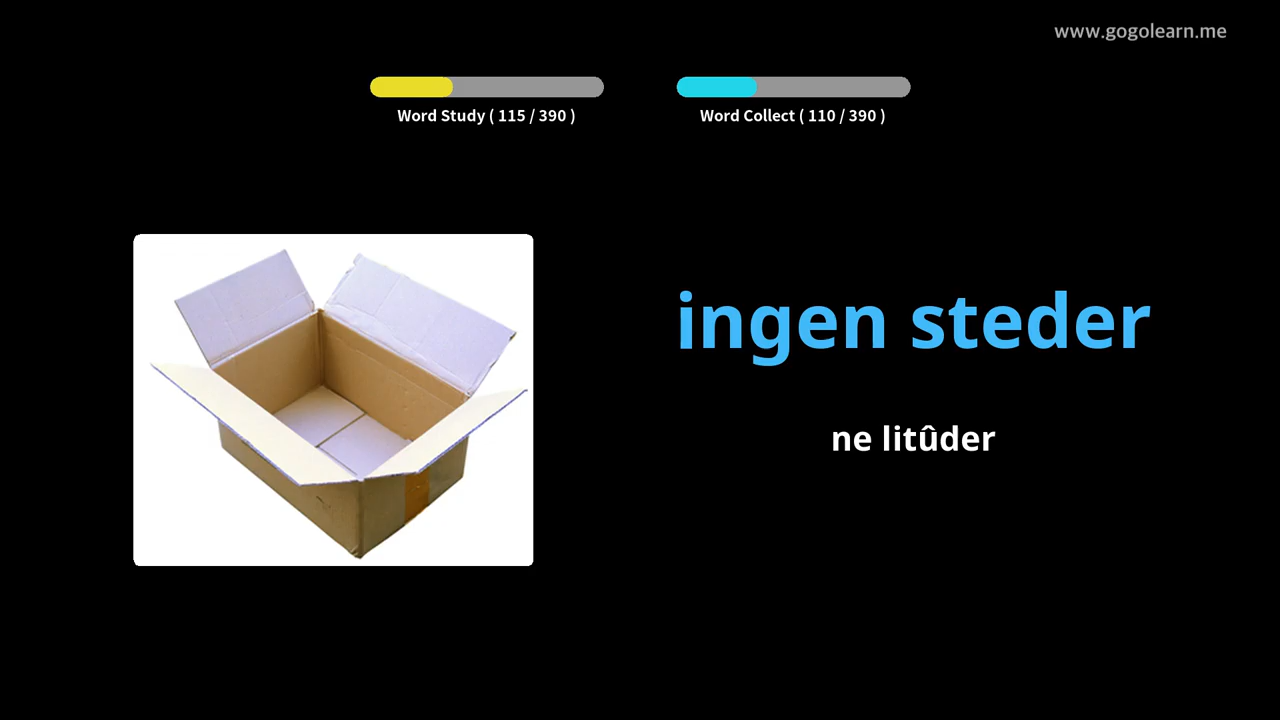 www.gogolearn.me
Word Study ( 115 / 390 )
Word Collect ( 110 / 390 )
ingen steder
ne litûder